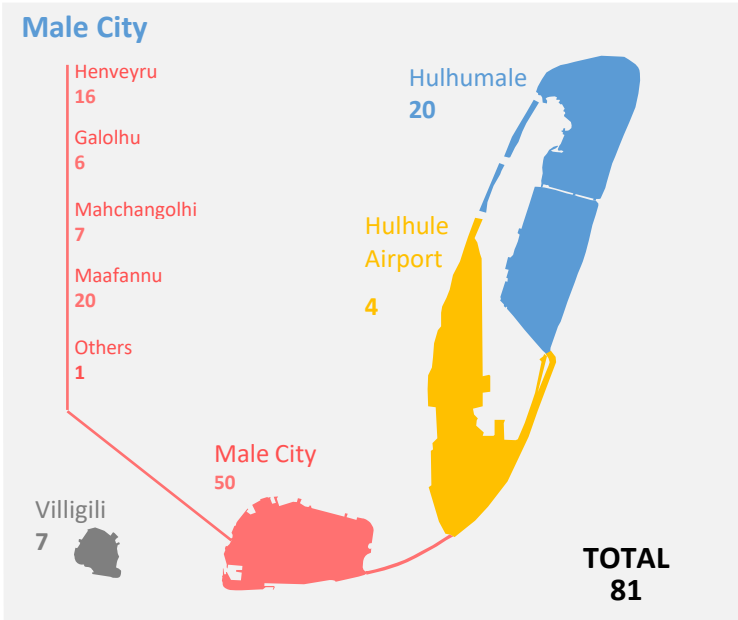 Male City
Henveyru
16
Galolhu
6
Mahchangolhi
7
Maafannu
20
Others
1
Hulhumale
20
Hulhule
Airport
4
Male City
50
Villigili
7
TOTAL
81